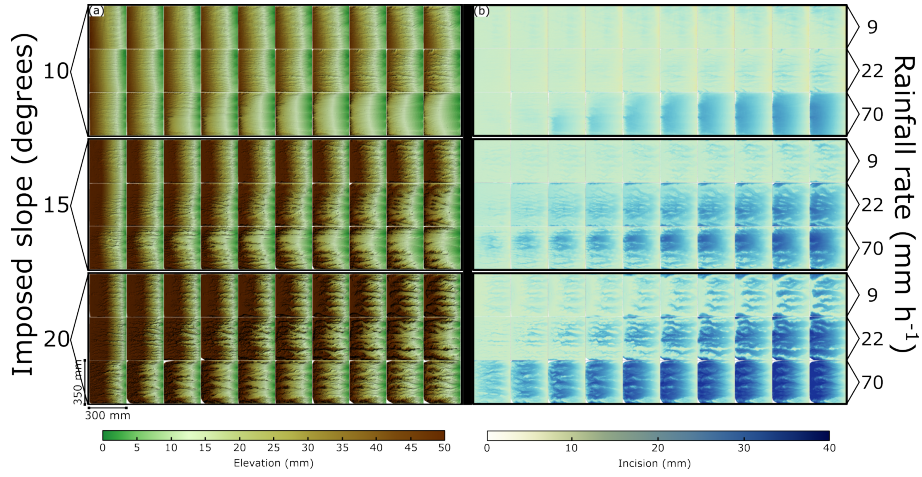 (a)
(b)
Imposed slope (degrees)
10
15
20
9
22
70
9
22
70
9
22
70
Rainfall rate (mm h-1)
350 mm
300 mm
0 5 10 15 20 25 30 35 40 45 50
Elevation (mm)
0 10 20 30 40
Incision (mm)